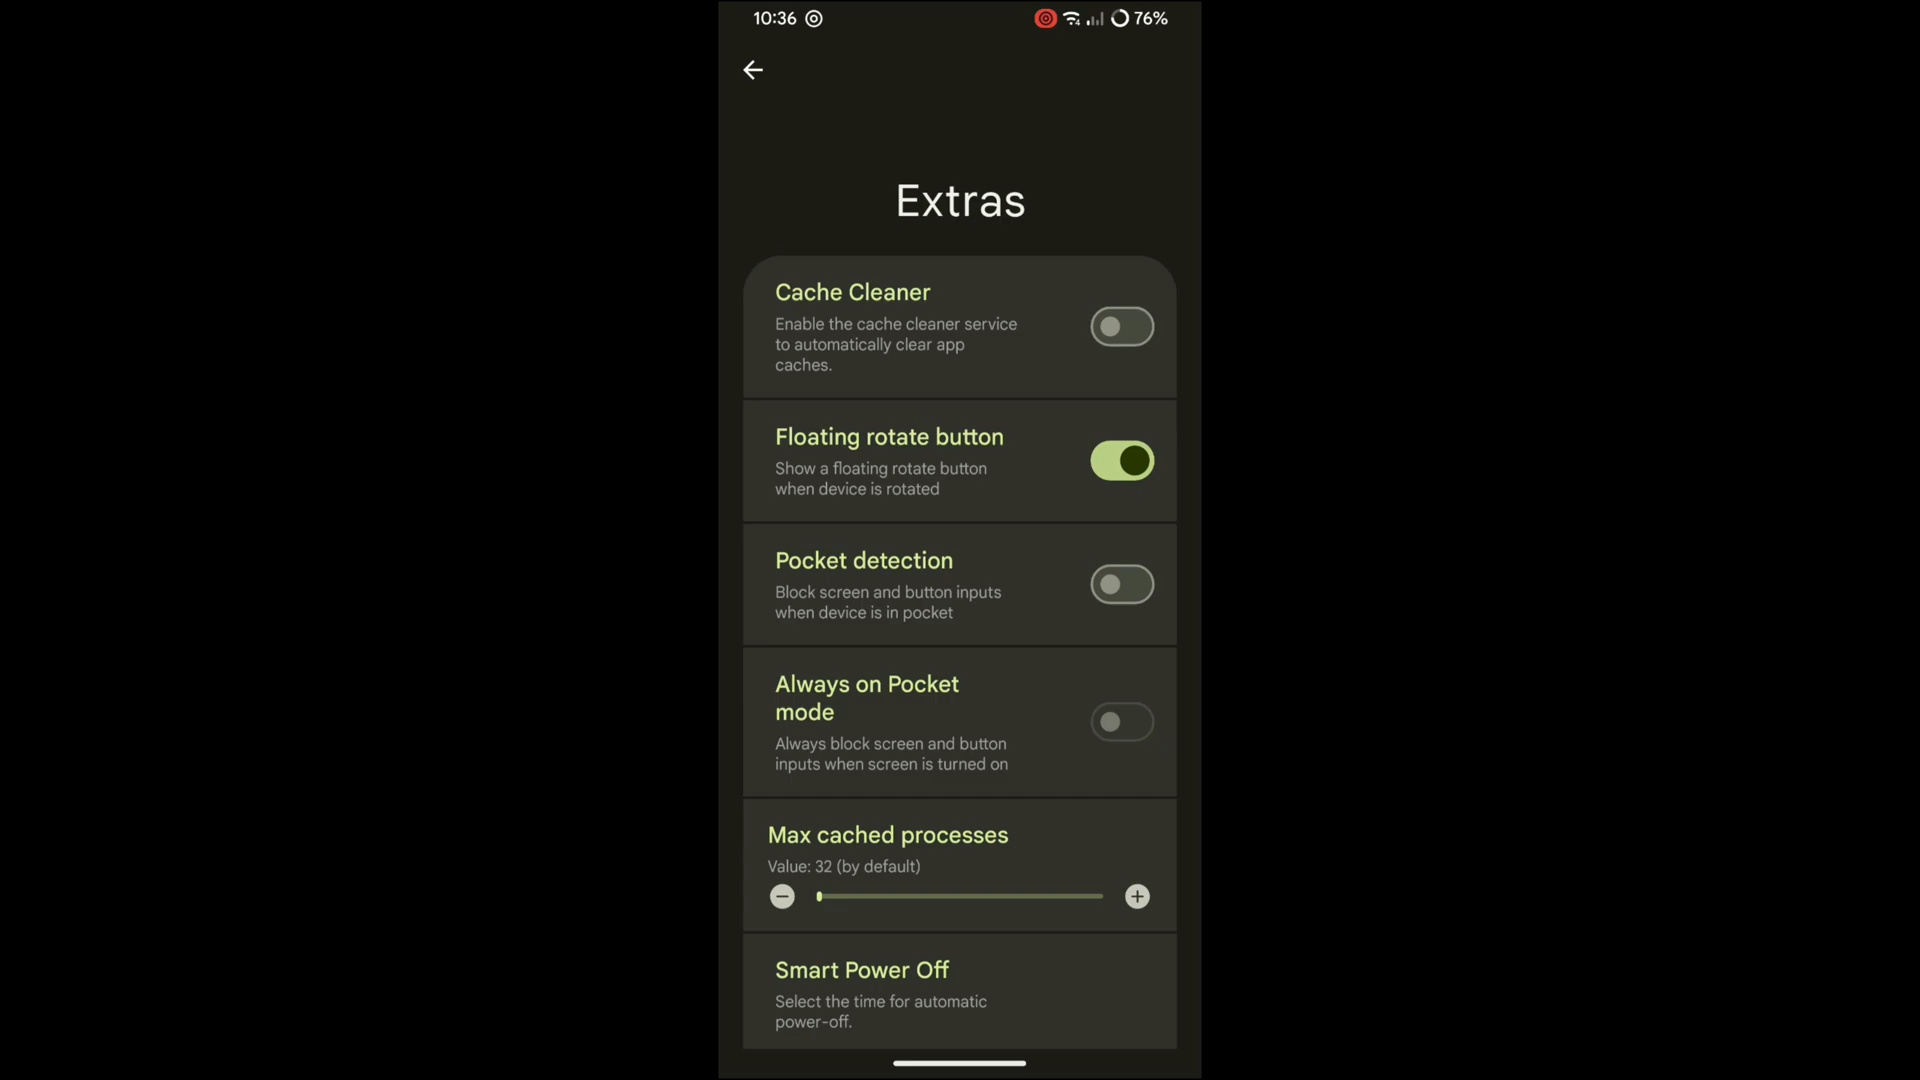 10:36
76%
Extras
Cache Cleaner
Enable the cache cleaner service
to automatically clear app
caches.
Floating rotate button
Show a floating rotate button
when device is rotated
Pocket detection
Block screen and button inputs
when device is in pocket
Always on Pocket
mode
Always block screen and button
inputs when screen is turned on
Max cached processes
Value: 32 (by default)
Smart Power Off
Select the time for automatic
power-off.